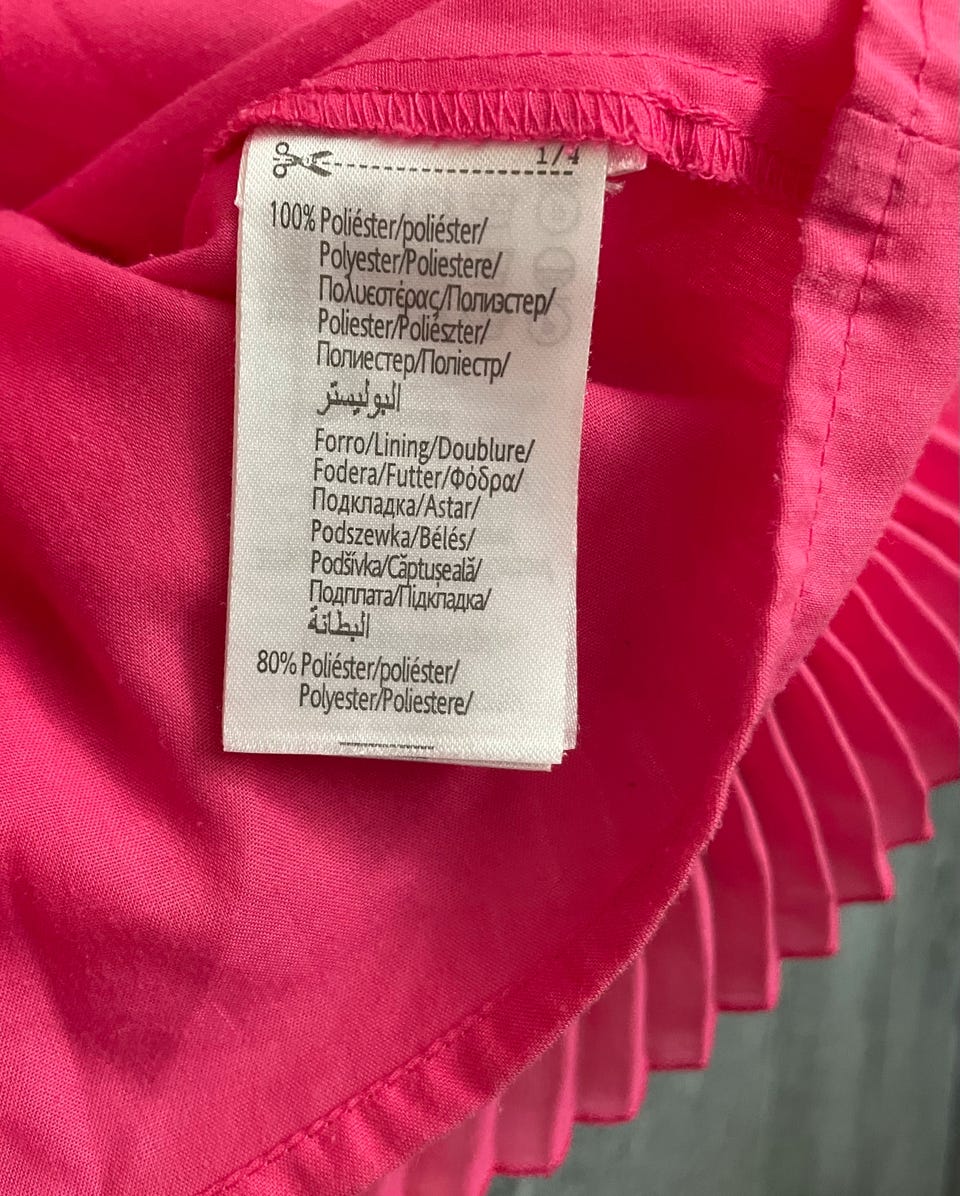 1/4
100% Poliéster/poliéster/
Polyester/Poliestere/
Πολυεστέρας/Полиэстер/
Poliester/Poliészter/
Полиестер/Поліестр/
البوليستر
Forro/Lining/Doublure/
Fodera/Futter/Φόδρα/
Подкладка/Astar/
Podszewka/Bélés/
Podšívka/Căptușeală/
Подплата/Підкладка/
البطانة
80% Poliéster/poliéster/
Polyester/Poliestere/